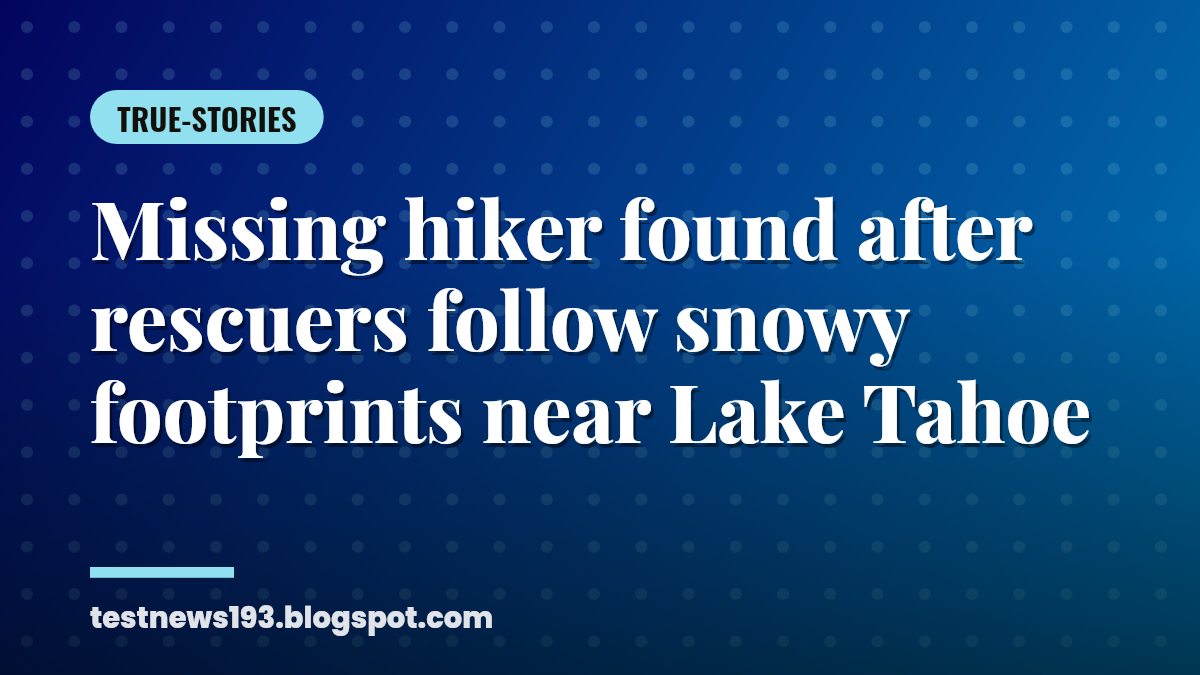 TRUE-STORIES
Missing hiker found after
rescuers follow snowy
footprints near Lake Tahoe
testnews193.blogspot.com